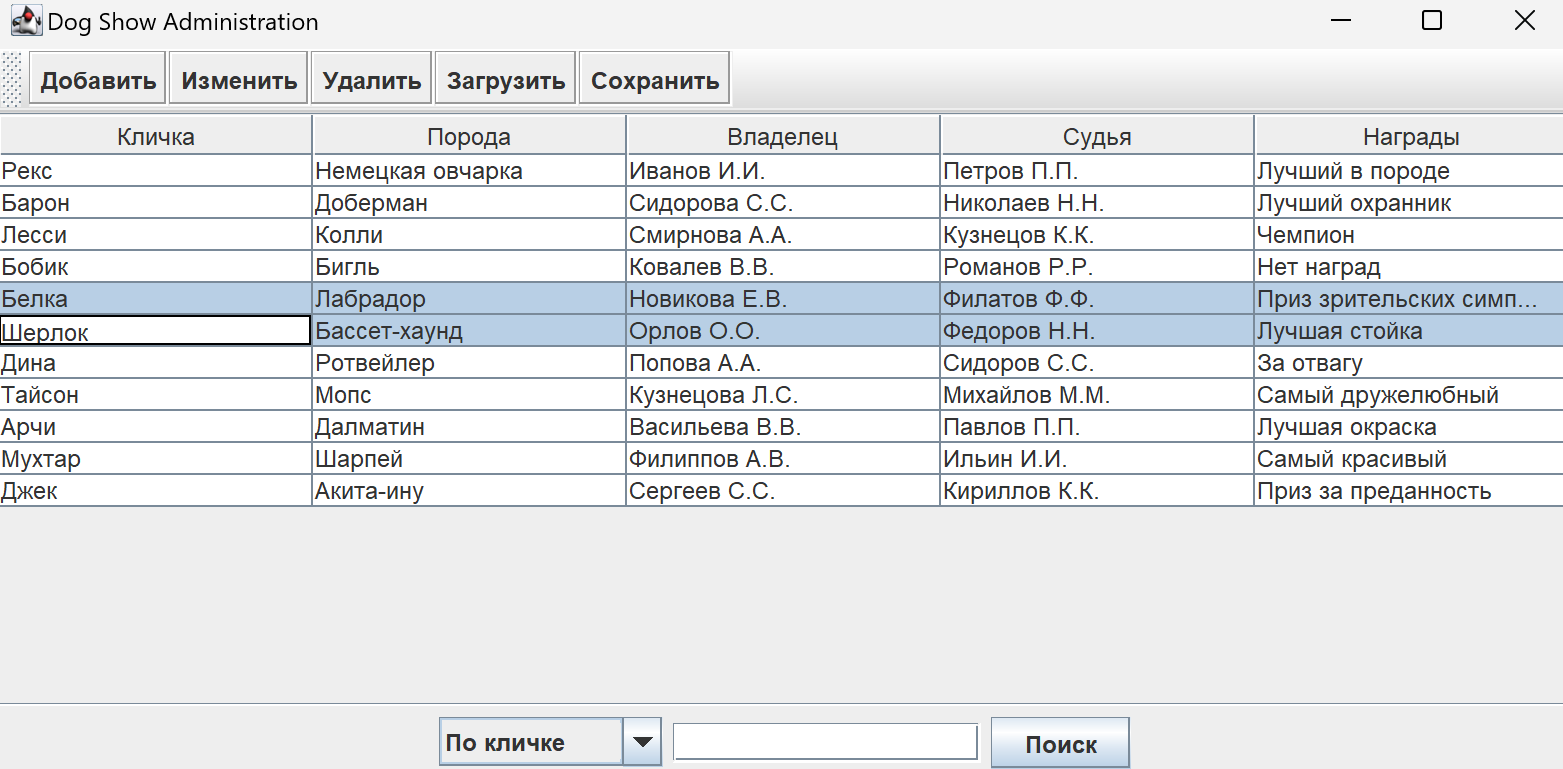 Dog Show Administration
Добавить Изменить Удалить Загрузить Сохранить
Кличка Порода Владелец Судья Награды
Рекс Немецкая овчарка Иванов И.И. Петров П.П. Лучший в породе
Барон Доберман Сидорова С.С. Николаев Н.Н. Лучший охранник
Лесси Колли Смирнова А.А. Кузнецов К.К. Чемпион
Бобик Бигль Ковалев В.В. Романов Р.Р. Нет наград
Белка Лабрадор Новикова Е.В. Филатов Ф.Ф. Приз зрительских симп...
Шерлок Бассет-хаунд Орлов О.О. Федоров Н.Н. Лучшая стойка
Дина Ротвейлер Попова А.А. Сидоров С.С. За отвагу
Тайсон Мопс Кузнецова Л.С. Михайлов М.М. Самый дружелюбный
Арчи Далматин Васильева В.В. Павлов П.П. Лучшая окраска
Мухтар Шарпей Филиппов А.В. Ильин И.И. Самый красивый
Джек Акита-ину Сергеев С.С. Кириллов К.К. Приз за преданность
По кличке Поиск